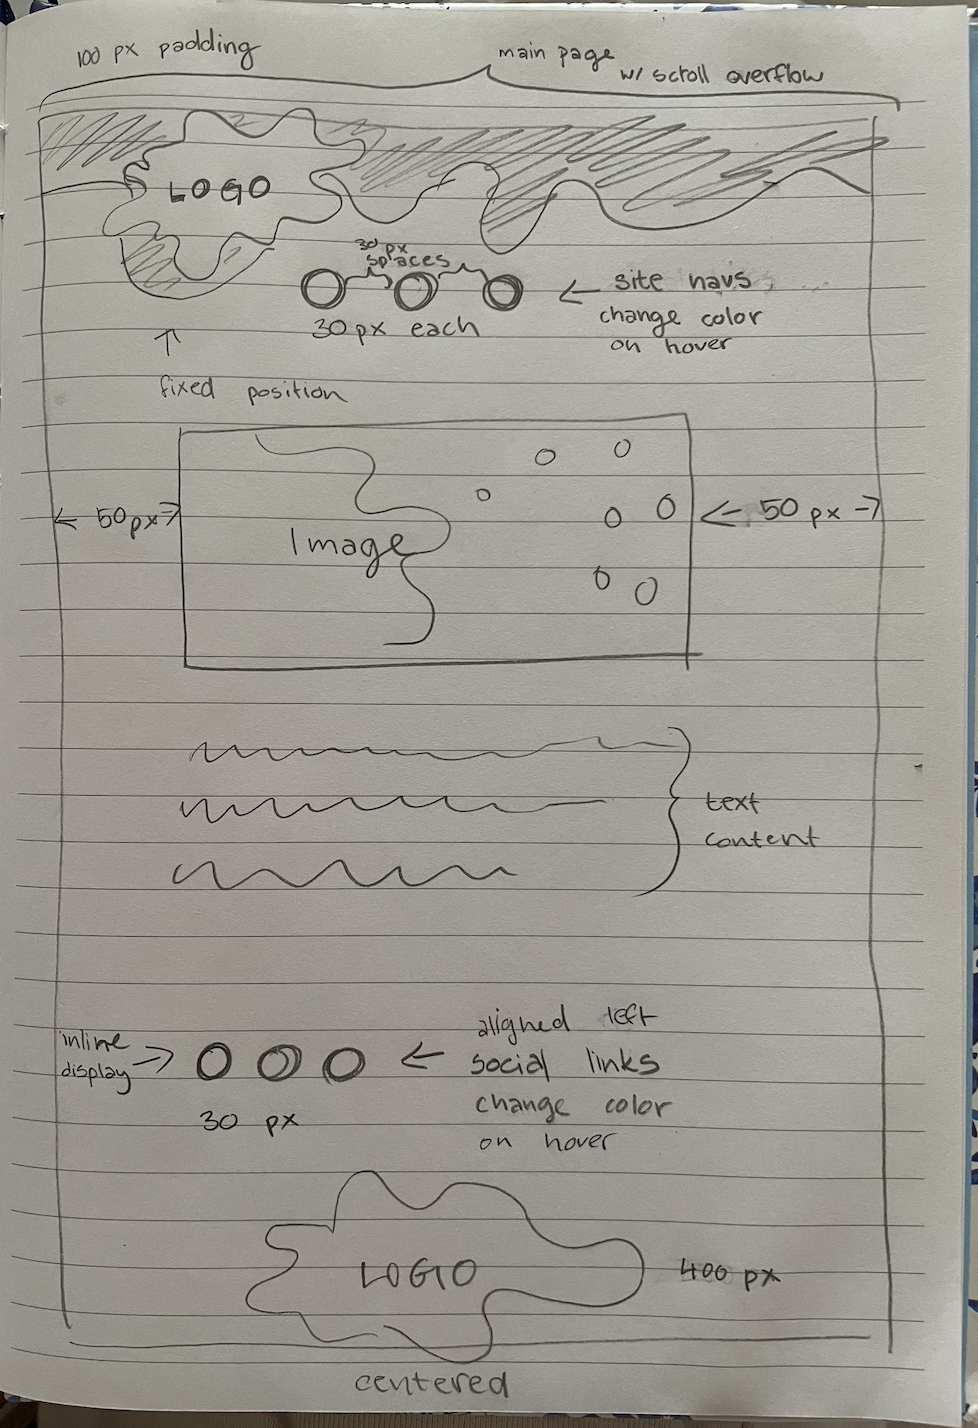 100 px padding
main page
w/ scroll overflow
LOGO
30 px
spaces
30px each
site navs
change color
on hover
fixed position
50px
Image
50 px
text
content
inline
display
30 px
aligned left
social links
change color
on hover
LOGO
400 px
centered